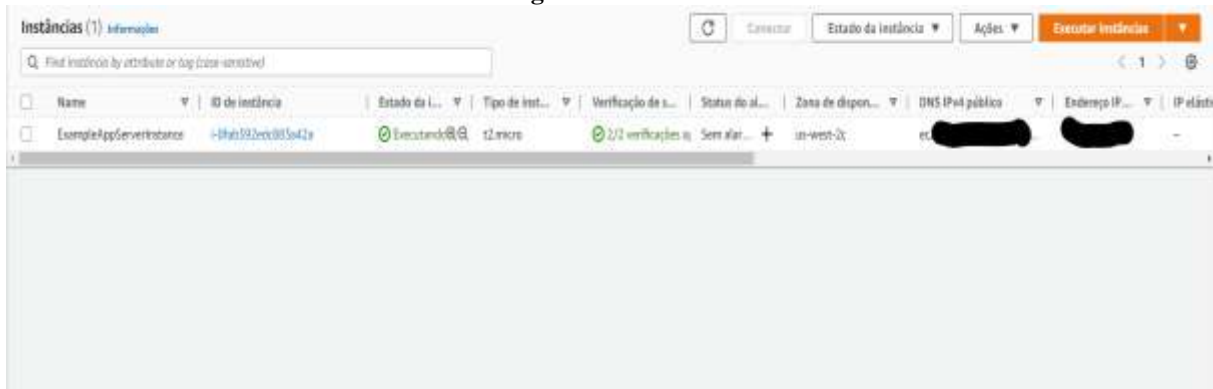 Instâncias (1) Informações
Conectar Estado da instância Ações Executar instâncias
Find instância by attribute or tag (case-sensitive)
1
Name ID de instância Estado da i... Tipo de inst... Verificação de s... Status do al... Zona de dispon... DNS IPv4 público Endereço IP... IP elásti
ExampleAppServerInstance Executando t2.micro 2/2 verificações Sem alar... us-west-2c ec